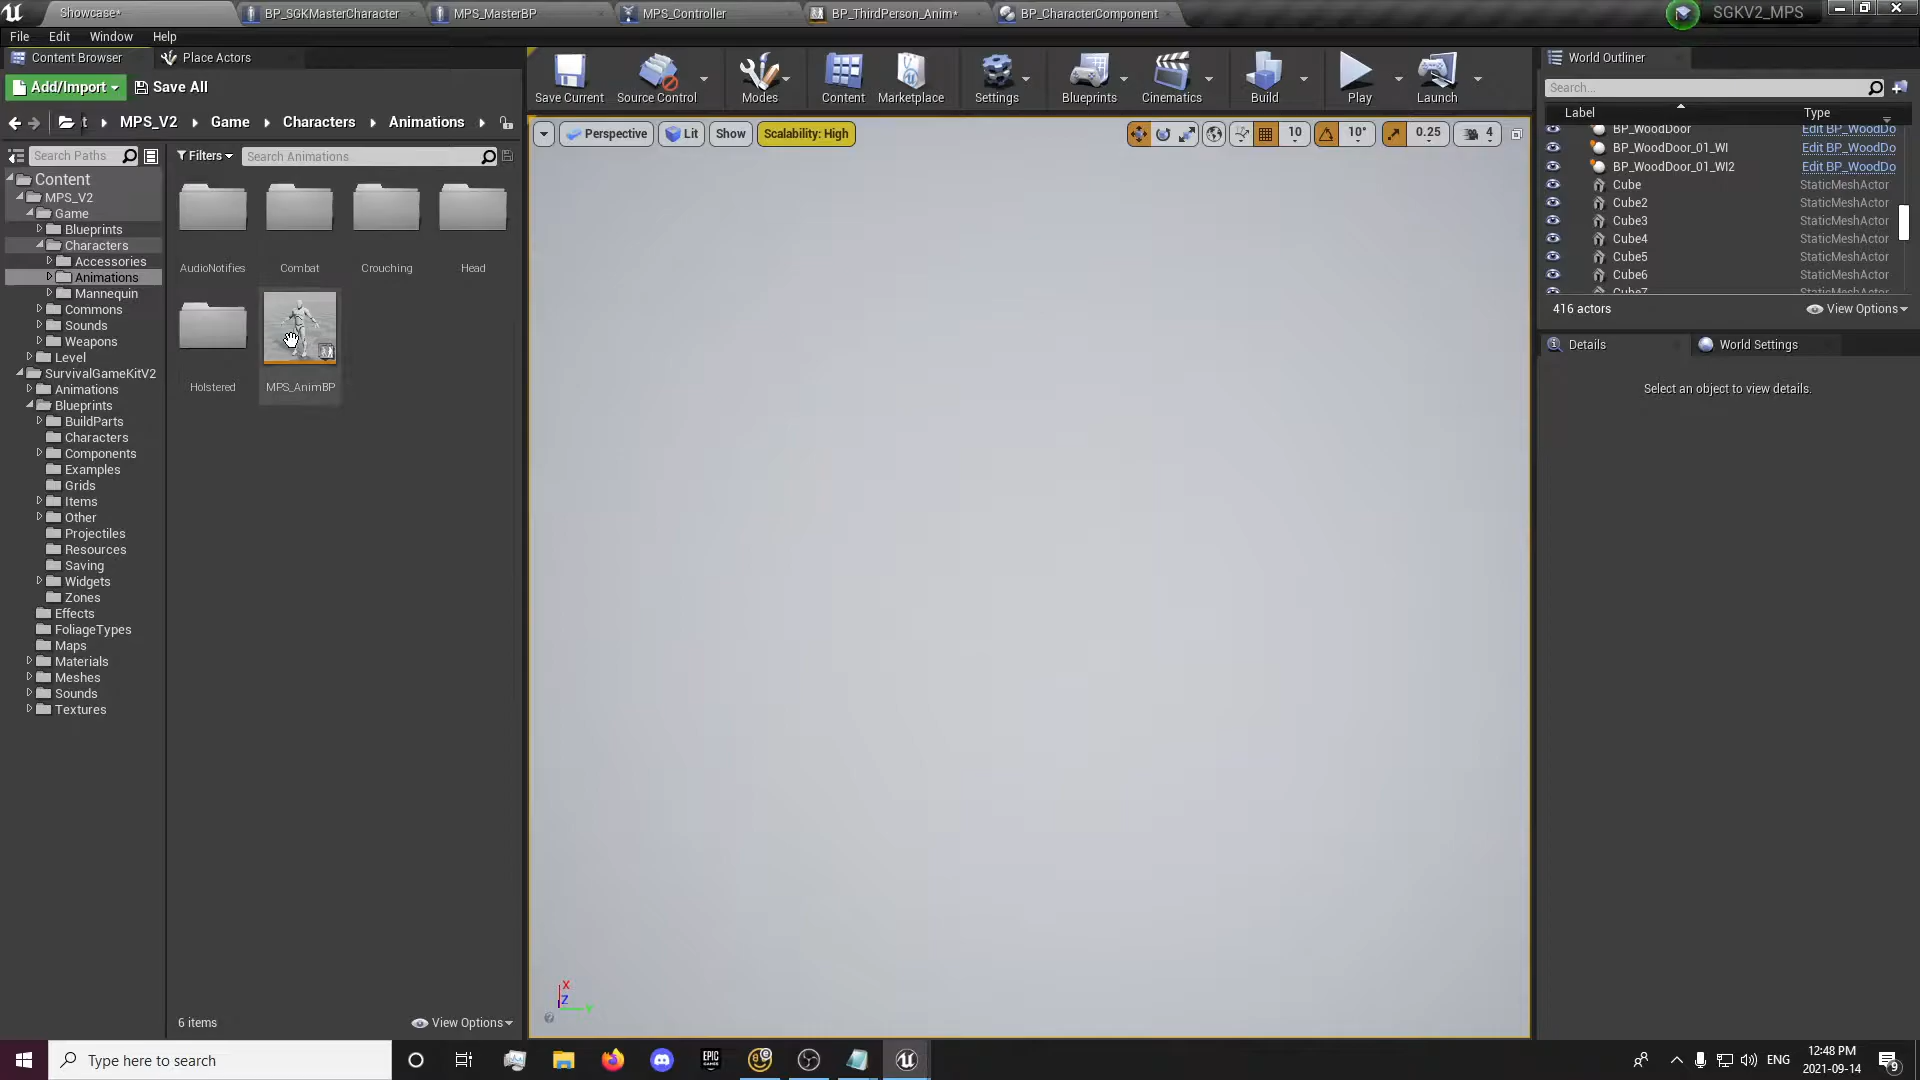 Showcase*
BP_SGKMasterCharacter
MPS_MasterBP
MPS_Controller
BP_ThirdPerson_Anim*
BP_CharacterComponent
SGKV2_MPS
File Edit Window Help
Content Browser
Place Actors
Add/Import
Save All
t MPS_V2 Game Characters Animations
Search Paths
Filters
Search Animations
Content
MPS_V2
Game
Blueprints
Characters
Accessories
Animations
Mannequin
Commons
Sounds
Weapons
Level
SurvivalGameKitV2
Animations
Blueprints
BuildParts
Characters
Components
Examples
Grids
Items
Other
Projectiles
Resources
Saving
Widgets
Zones
Effects
FoliageTypes
Maps
Materials
Meshes
Sounds
Textures
AudioNotifies
Combat
Crouching
Head
Holstered
MPS_AnimBP
6 items
View Options
Save Current
Source Control
Modes
Content
Marketplace
Settings
Blueprints
Cinematics
Build
Play
Launch
Perspective
Lit
Show
Scalability: High
10
10°
0.25
4
X
Z
Y
World Outliner
Search...
Label
Type
BP_WoodDoor Edit BP_WoodDo
BP_WoodDoor_01_WI Edit BP_WoodDo
BP_WoodDoor_01_WI2 Edit BP_WoodDo
Cube StaticMeshActor
Cube2 StaticMeshActor
Cube3 StaticMeshActor
Cube4 StaticMeshActor
Cube5 StaticMeshActor
Cube6 StaticMeshActor
Cube7 StaticMeshActor
416 actors
View Options
Details
World Settings
Select an object to view details.
Type here to search
EPIC GAMES
ENG
12:48 PM
2021-09-14
9